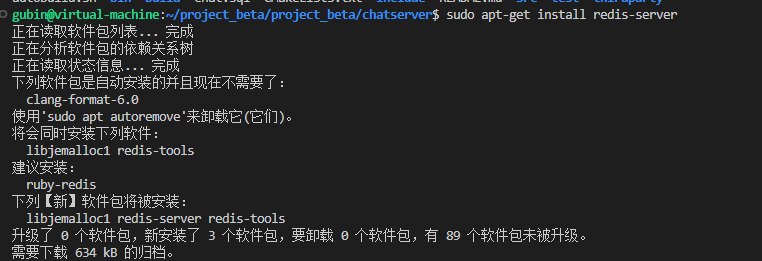 gubin@virtual-machine:~/project_beta/project_beta/chatserver$ sudo apt-get install redis-server
正在读取软件包列表... 完成
正在分析软件包的依赖关系树
正在读取状态信息... 完成
下列软件包是自动安装的并且现在不需要了:
  clang-format-6.0
使用'sudo apt autoremove'来卸载它(它们)。
将会同时安装下列软件:
  libjemalloc1 redis-tools
建议安装:
  ruby-redis
下列【新】软件包将被安装:
  libjemalloc1 redis-server redis-tools
升级了 0 个软件包，新安装了 3 个软件包，要卸载 0 个软件包，有 89 个软件包未被升级。
需要下载 634 kB 的归档。